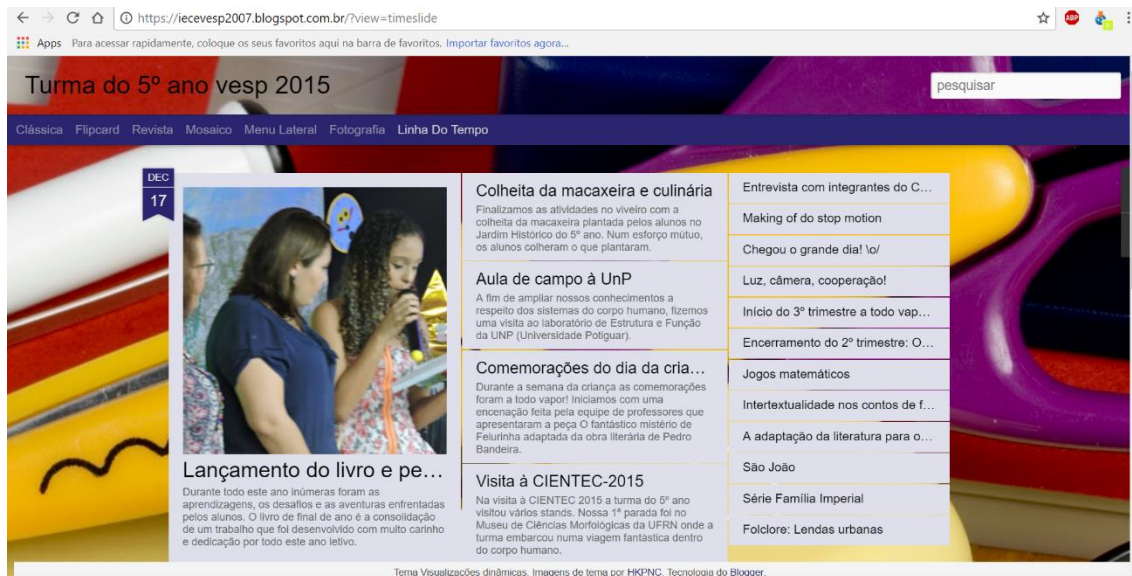 https://iecevesp2007.blogspot.com.br/?view=timeslide
ABP
Apps Para acessar rapidamente, coloque os seus favoritos aqui na barra de favoritos. Importar favoritos agora...
Turma do 5º ano vesp 2015
pesquisar
Clássica Flipcard Revista Mosaico Menu Lateral Fotografia Linha Do Tempo
DEC
17
Lançamento do livro e pe...
Durante todo este ano inúmeras foram as
aprendizagens, os desafios e as aventuras enfrentadas
pelos alunos. O livro de final de ano é a consolidação
de um trabalho que foi desenvolvido com muito carinho
e dedicação por todo este ano letivo.
Colheita da macaxeira e culinária
Finalizamos as atividades no viveiro com a
colheita da macaxeira plantada pelos alunos no
Jardim Histórico do 5º ano. Num esforço mútuo,
os alunos colheram o que plantaram.
Aula de campo à UnP
A fim de ampliar nossos conhecimentos a
respeito dos sistemas do corpo humano, fizemos
uma visita ao laboratório de Estrutura e Função
da UNP (Universidade Potiguar).
Comemorações do dia da cria...
Durante a semana da criança as comemorações
foram a todo vapor! Iniciamos com uma
encenação feita pela equipe de professores que
apresentaram a peça O fantástico mistério de
Feiurinha adaptada da obra literária de Pedro
Bandeira.
Visita à CIENTEC-2015
Na visita à CIENTEC 2015 a turma do 5º ano
visitou vários stands. Nossa 1ª parada foi no
Museu de Ciências Morfológicas da UFRN onde a
turma embarcou numa viagem fantástica dentro
do corpo humano.
Entrevista com integrantes do C...
Making of do stop motion
Chegou o grande dia! \o/
Luz, câmera, cooperação!
Início do 3º trimestre a todo vap...
Encerramento do 2º trimestre: O...
Jogos matemáticos
Intertextualidade nos contos de f...
A adaptação da literatura para o...
São João
Série Família Imperial
Folclore: Lendas urbanas
Tema Visualizações dinâmicas. Imagens de tema por HKPNC. Tecnologia do Blogger.